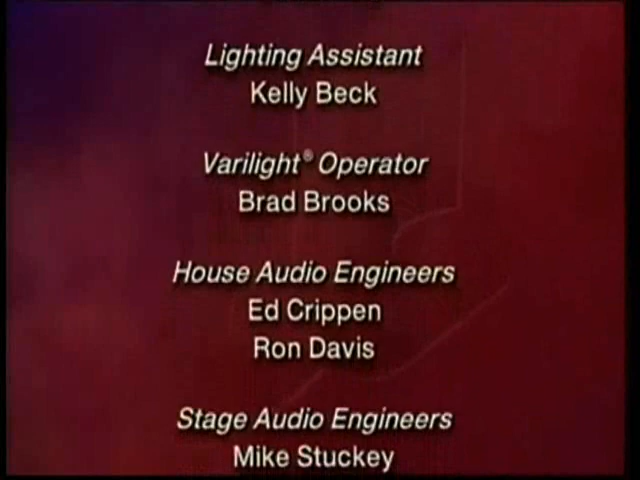 Lighting Assistant
Kelly Beck
Varilight® Operator
Brad Brooks
House Audio Engineers
Ed Crippen
Ron Davis
Stage Audio Engineers
Mike Stuckey